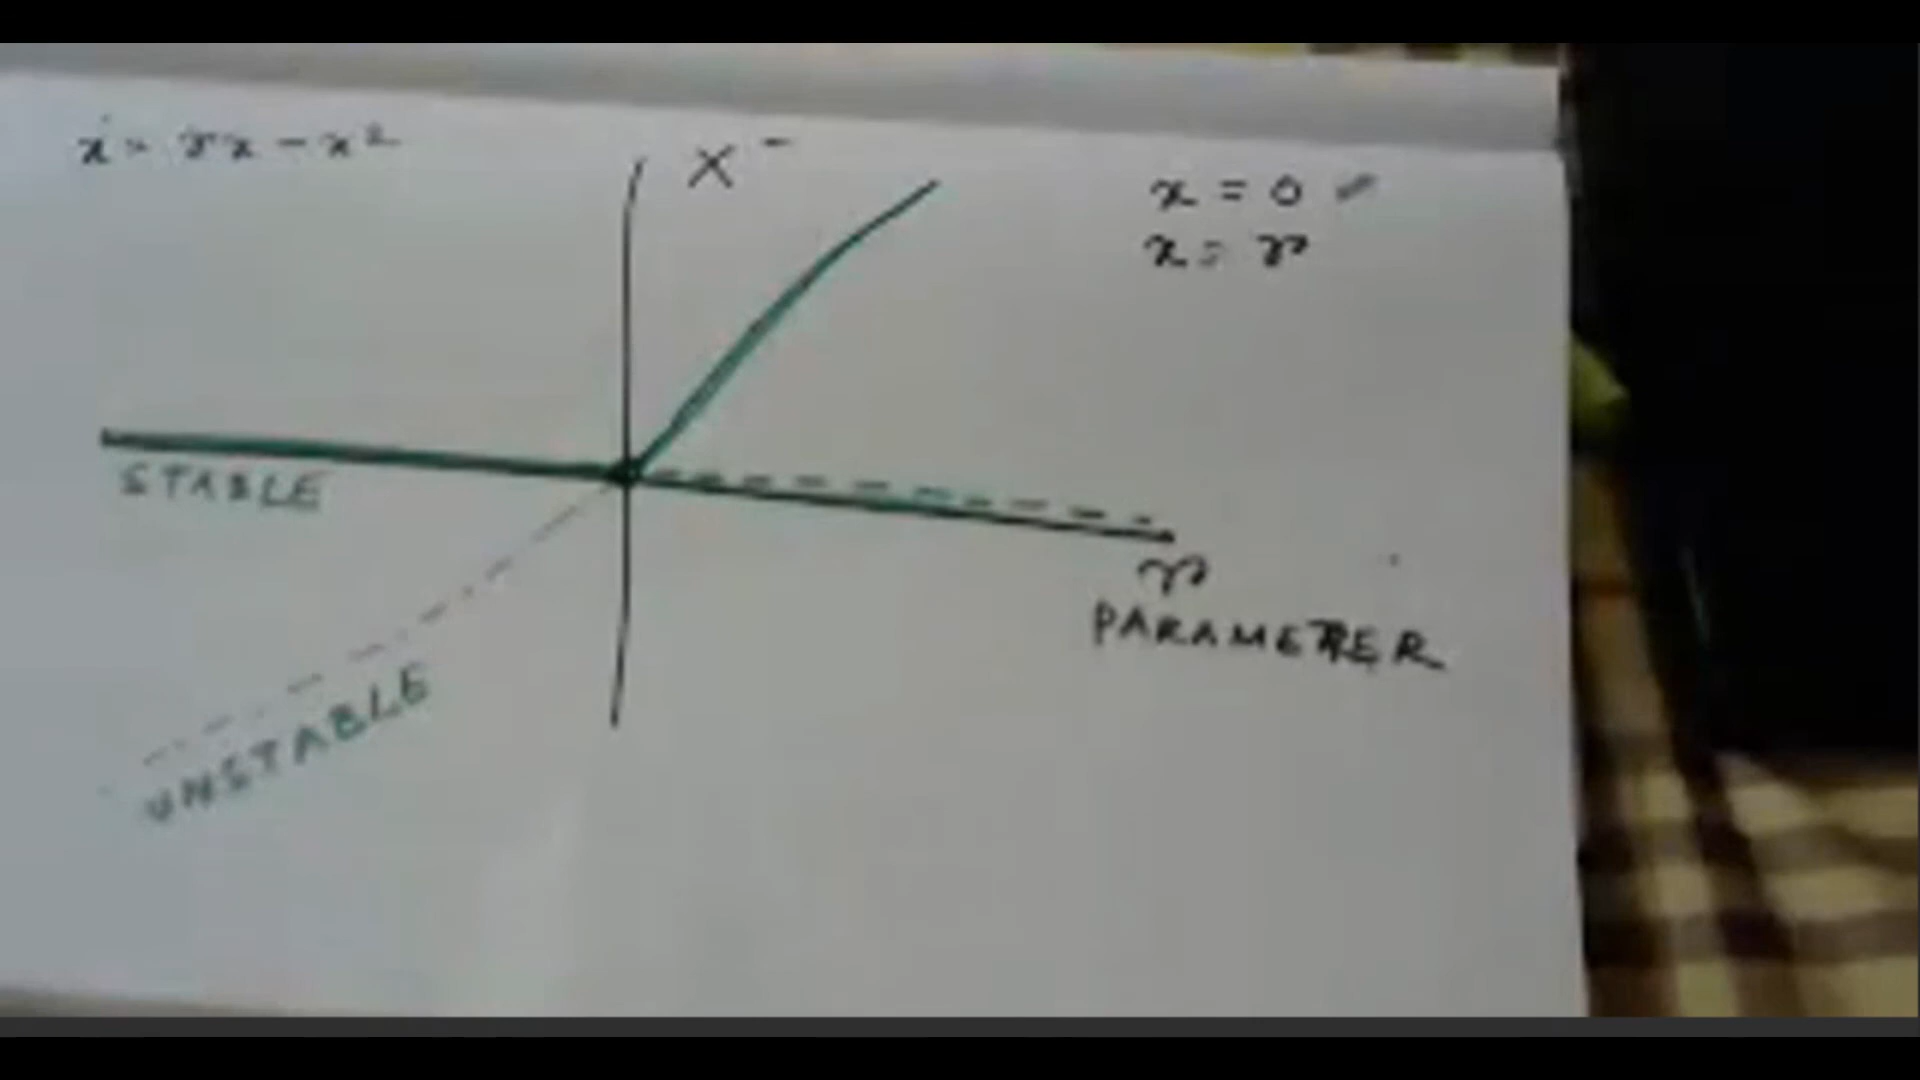 ẋ = rx - x²
X
x = 0
x = r
STABLE
r
PARAMETER
UNSTABLE